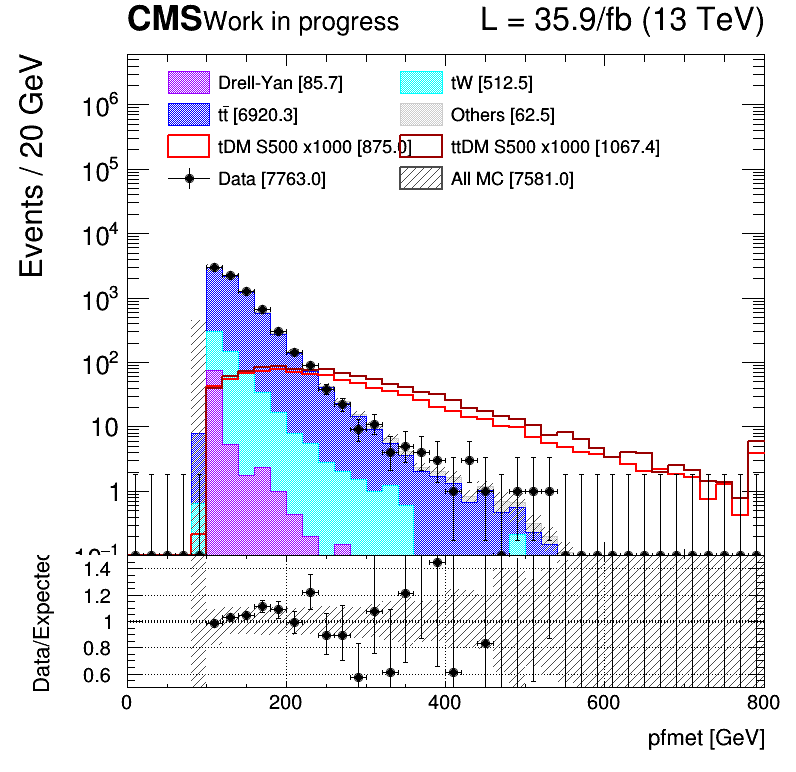 CMS Work in progress L = 35.9/fb (13 TeV)
Events / 20 GeV
Drell-Yan [85.7] tW [512.5]
tt̄ [6920.3] Others [62.5]
tDM S500 x1000 [875.0] ttDM S500 x1000 [1067.4]
Data [7763.0] All MC [7581.0]
10⁶
10⁵
10⁴
10³
10²
10
1
10⁻¹
Data/Expected
1.4
1.2
1
0.8
0.6
0 200 400 600 800
pfmet [GeV]